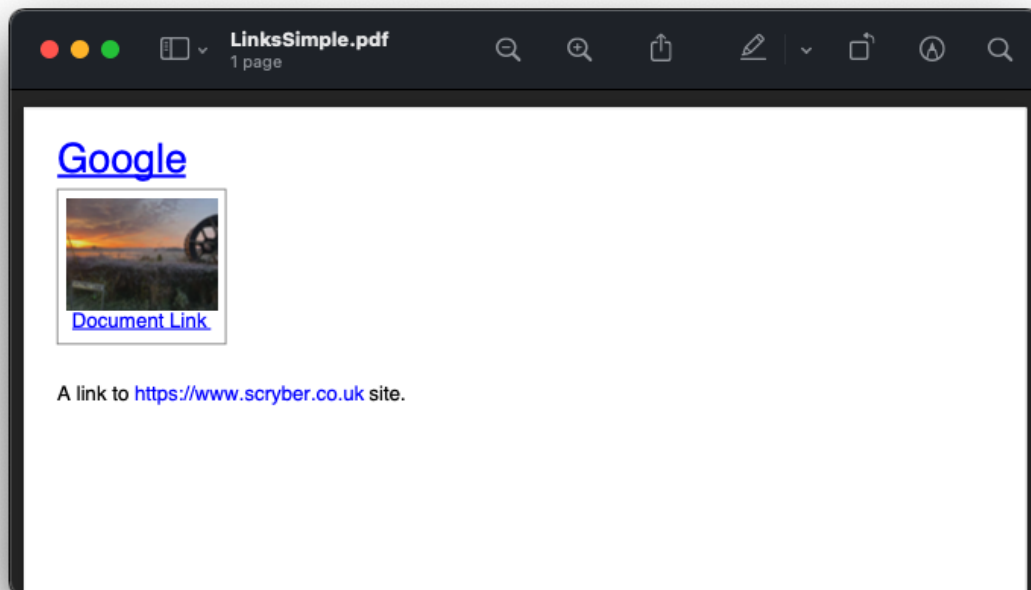 LinksSimple.pdf
1 page
Google
Document Link
A link to https://www.scryber.co.uk site.